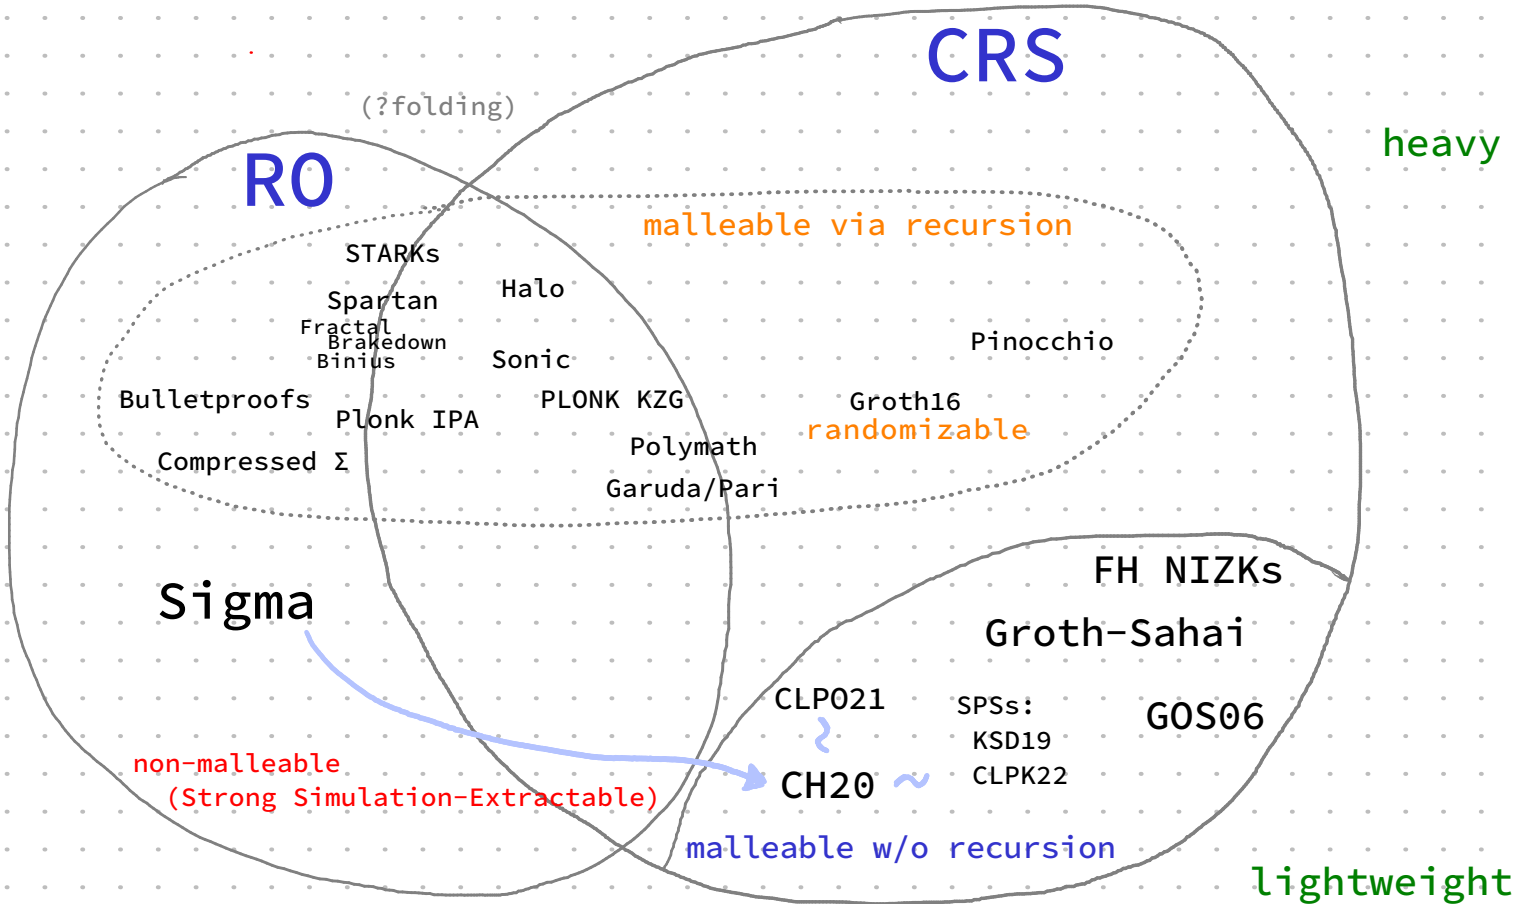 CRS
(?folding)
heavy
RO
malleable via recursion
STARKs
Halo
Spartan
Fractal
Brakedown
Binius
Pinocchio
Sonic
Bulletproofs
PLONK KZG
Groth16
Plonk IPA
randomizable
Polymath
Compressed Σ
Garuda/Pari
FH NIZKs
Sigma
Groth-Sahai
CLPO21
SPSs:
GOS06
KSD19
non-malleable
CH20
~
~
CLPK22
(Strong Simulation-Extractable)
malleable w/o recursion
lightweight